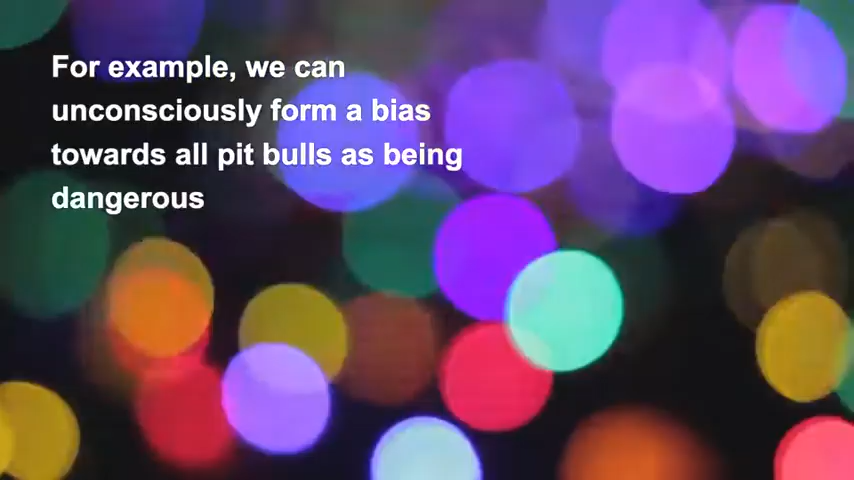 For example, we can
unconsciously form a bias
towards all pit bulls as being
dangerous